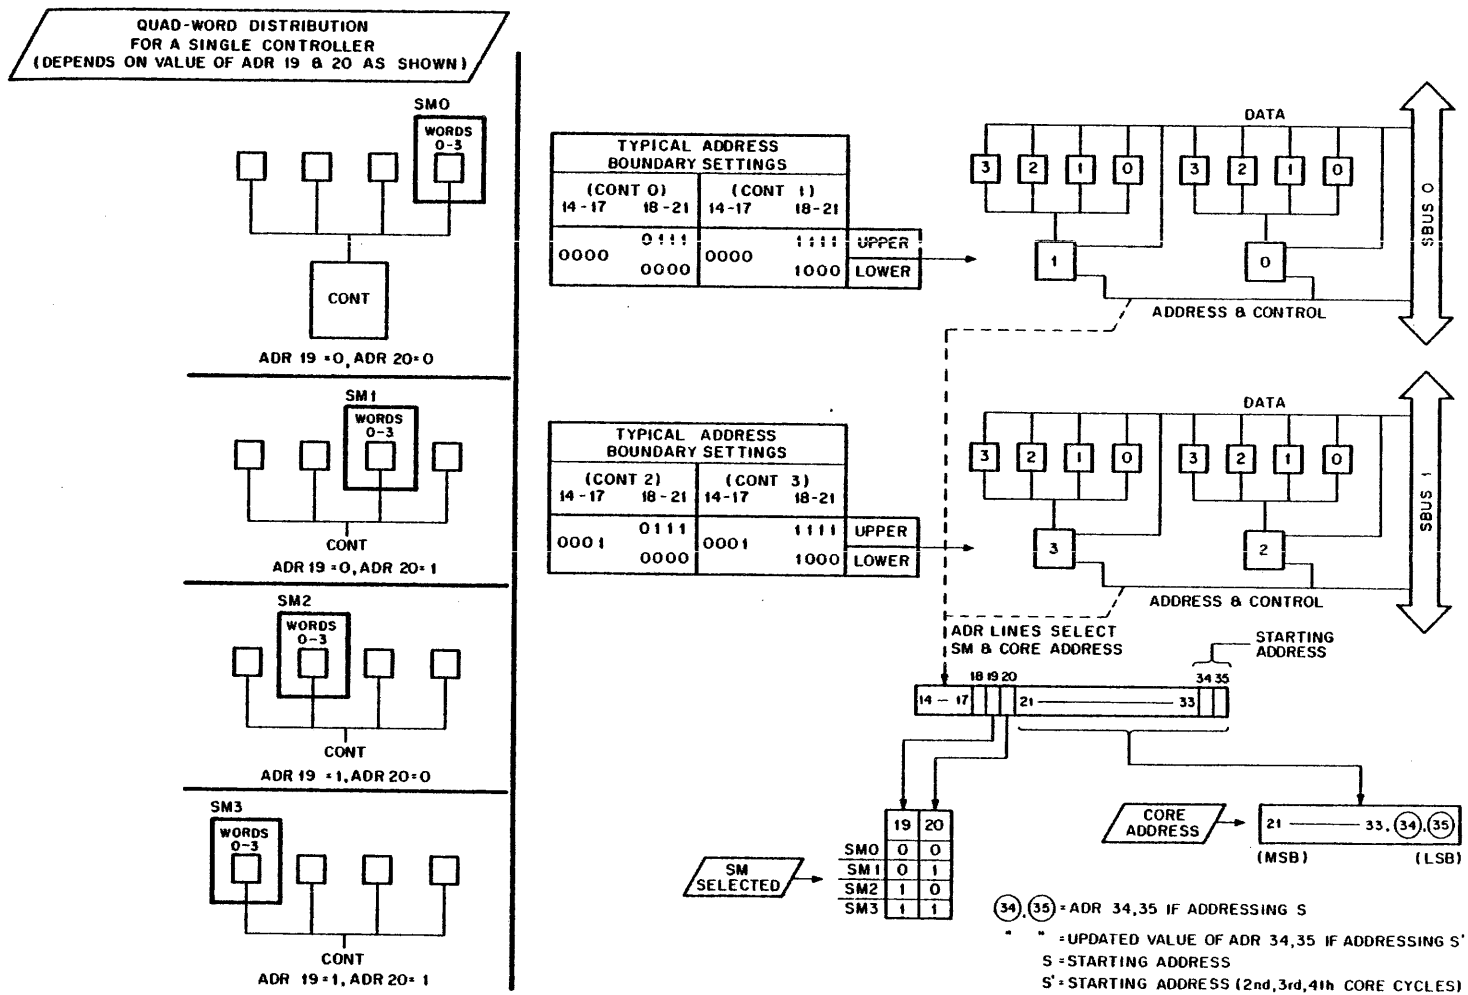 QUAD-WORD DISTRIBUTION
FOR A SINGLE CONTROLLER
(DEPENDS ON VALUE OF ADR 19 & 20 AS SHOWN)
SM0
WORDS
0-3
CONT
ADR 19=0, ADR 20=0
SM1
WORDS
0-3
CONT
ADR 19=0, ADR 20=1
SM2
WORDS
0-3
CONT
ADR 19=1, ADR 20=0
SM3
WORDS
0-3
CONT
ADR 19=1, ADR 20=1
TYPICAL ADDRESS
BOUNDARY SETTINGS
(CONT 0) (CONT 1)
14-17 18-21 14-17 18-21
0111 1111 UPPER
0000 0000
0000 1000 LOWER
DATA
3 2 1 0 3 2 1 0
1 0
ADDRESS & CONTROL
SBUS 0
TYPICAL ADDRESS
BOUNDARY SETTINGS
(CONT 2) (CONT 3)
14-17 18-21 14-17 18-21
0111 1111 UPPER
0001 0001
0000 1000 LOWER
DATA
3 2 1 0 3 2 1 0
3 2
ADDRESS & CONTROL
SBUS 1
ADR LINES SELECT
SM & CORE ADDRESS
STARTING
ADDRESS
18 19 20 34 35
14 - 17 21 33
19 20
SM0 0 0
SM1 0 1
SM2 1 0
SM3 1 1
SM
SELECTED
CORE
ADDRESS
21 33, 34, 35
(MSB) (LSB)
34, 35 = ADR 34,35 IF ADDRESSING S
" " =UPDATED VALUE OF ADR 34,35 IF ADDRESSING S'
S =STARTING ADDRESS
S'=STARTING ADDRESS (2nd,3rd,4th CORE CYCLES)